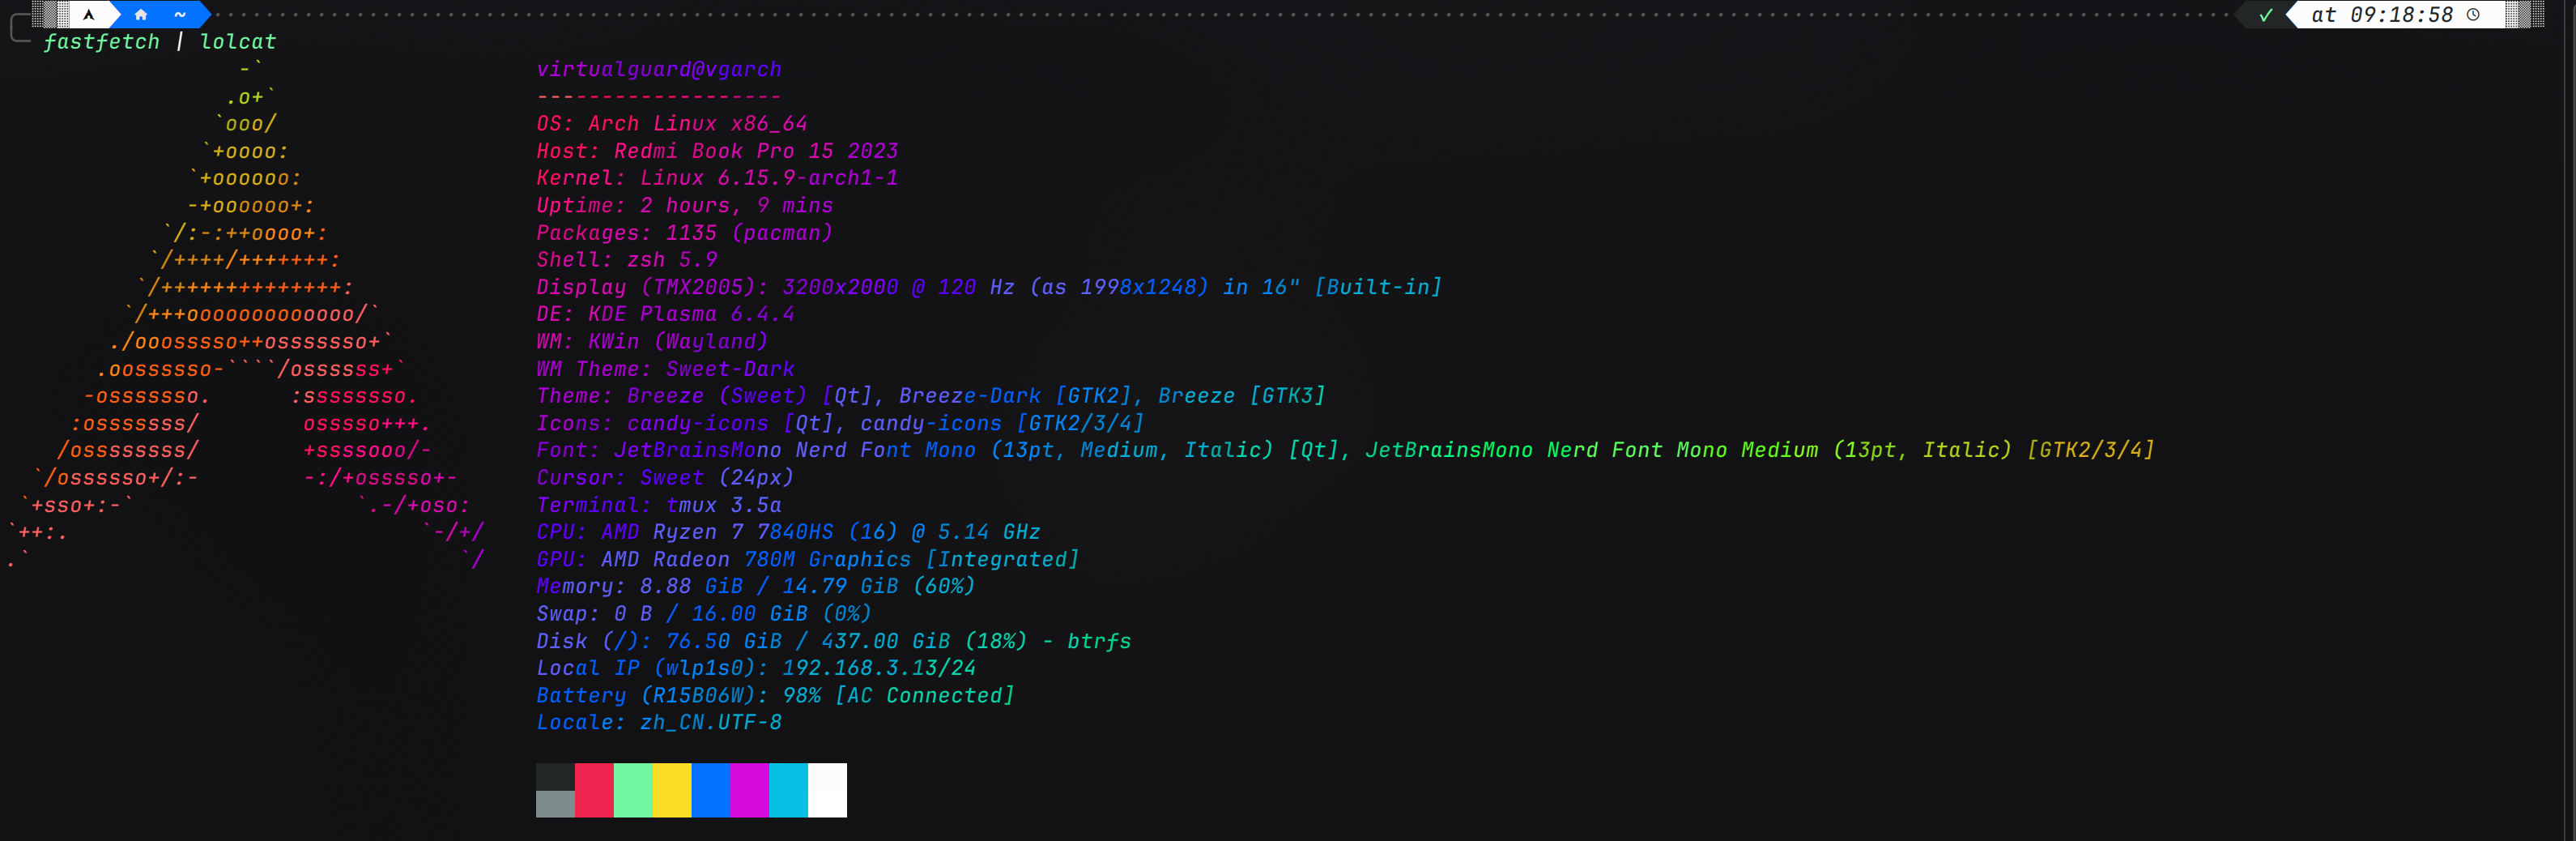 ~ ✓ at 09:18:58
fastfetch | lolcat
-` virtualguard@vgarch
.o+` -------------------
`ooo/ OS: Arch Linux x86_64
`+oooo: Host: Redmi Book Pro 15 2023
`+oooooo: Kernel: Linux 6.15.9-arch1-1
-+oooooo+: Uptime: 2 hours, 9 mins
`/:-:++oooo+: Packages: 1135 (pacman)
`/++++/+++++++: Shell: zsh 5.9
`/++++++++++++++: Display (TMX2005): 3200x2000 @ 120 Hz (as 1998x1248) in 16" [Built-in]
`/+++ooooooooooooo/` DE: KDE Plasma 6.4.4
./ooosssso++osssssso+` WM: KWin (Wayland)
.oossssso-````/ossssss+` WM Theme: Sweet-Dark
-osssssso. :ssssssso. Theme: Breeze (Sweet) [Qt], Breeze-Dark [GTK2], Breeze [GTK3]
:osssssss/ osssso+++. Icons: candy-icons [Qt], candy-icons [GTK2/3/4]
/ossssssss/ +ssssooo/- Font: JetBrainsMono Nerd Font Mono (13pt, Medium, Italic) [Qt], JetBrainsMono Nerd Font Mono Medium (13pt, Italic) [GTK2/3/4]
`/ossssso+/:- -:/+osssso+- Cursor: Sweet (24px)
`+sso+:-` `.-/+oso: Terminal: tmux 3.5a
`++:. `-/+/ CPU: AMD Ryzen 7 7840HS (16) @ 5.14 GHz
.` `/ GPU: AMD Radeon 780M Graphics [Integrated]
Memory: 8.88 GiB / 14.79 GiB (60%)
Swap: 0 B / 16.00 GiB (0%)
Disk (/): 76.50 GiB / 437.00 GiB (18%) - btrfs
Local IP (wlp1s0): 192.168.3.13/24
Battery (R15B06W): 98% [AC Connected]
Locale: zh_CN.UTF-8